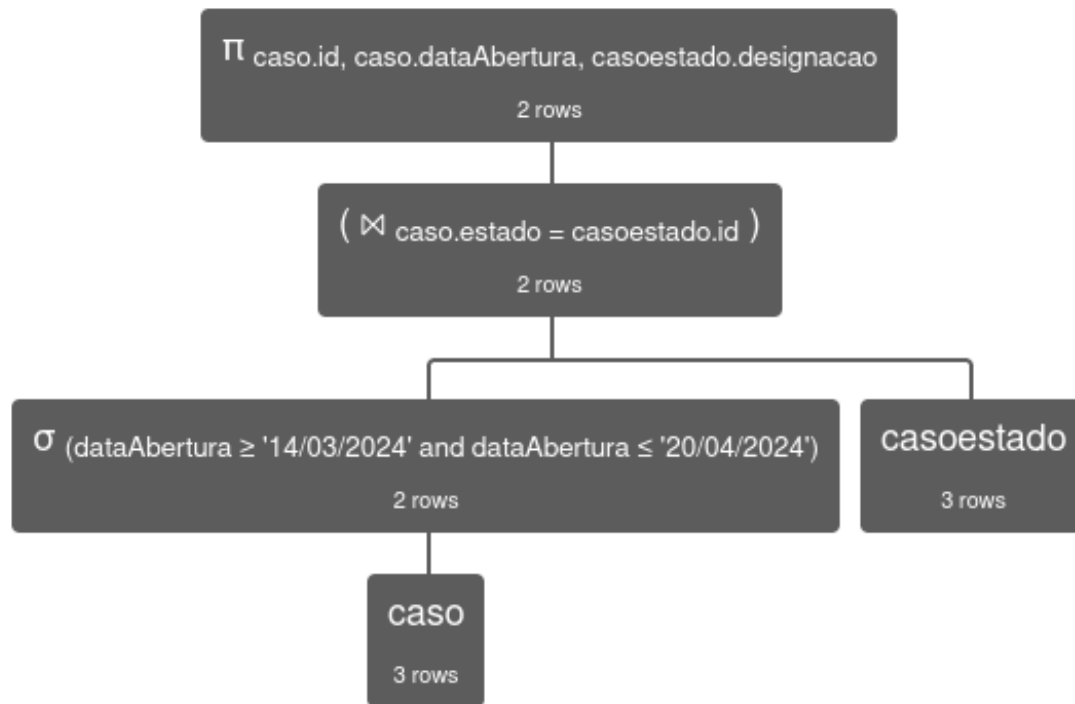 π caso.id, caso.dataAbertura, casoestado.designacao
2 rows
( ⋈ caso.estado = casoestado.id )
2 rows
σ (dataAbertura ≥ '14/03/2024' and dataAbertura ≤ '20/04/2024')
2 rows
casoestado
3 rows
caso
3 rows